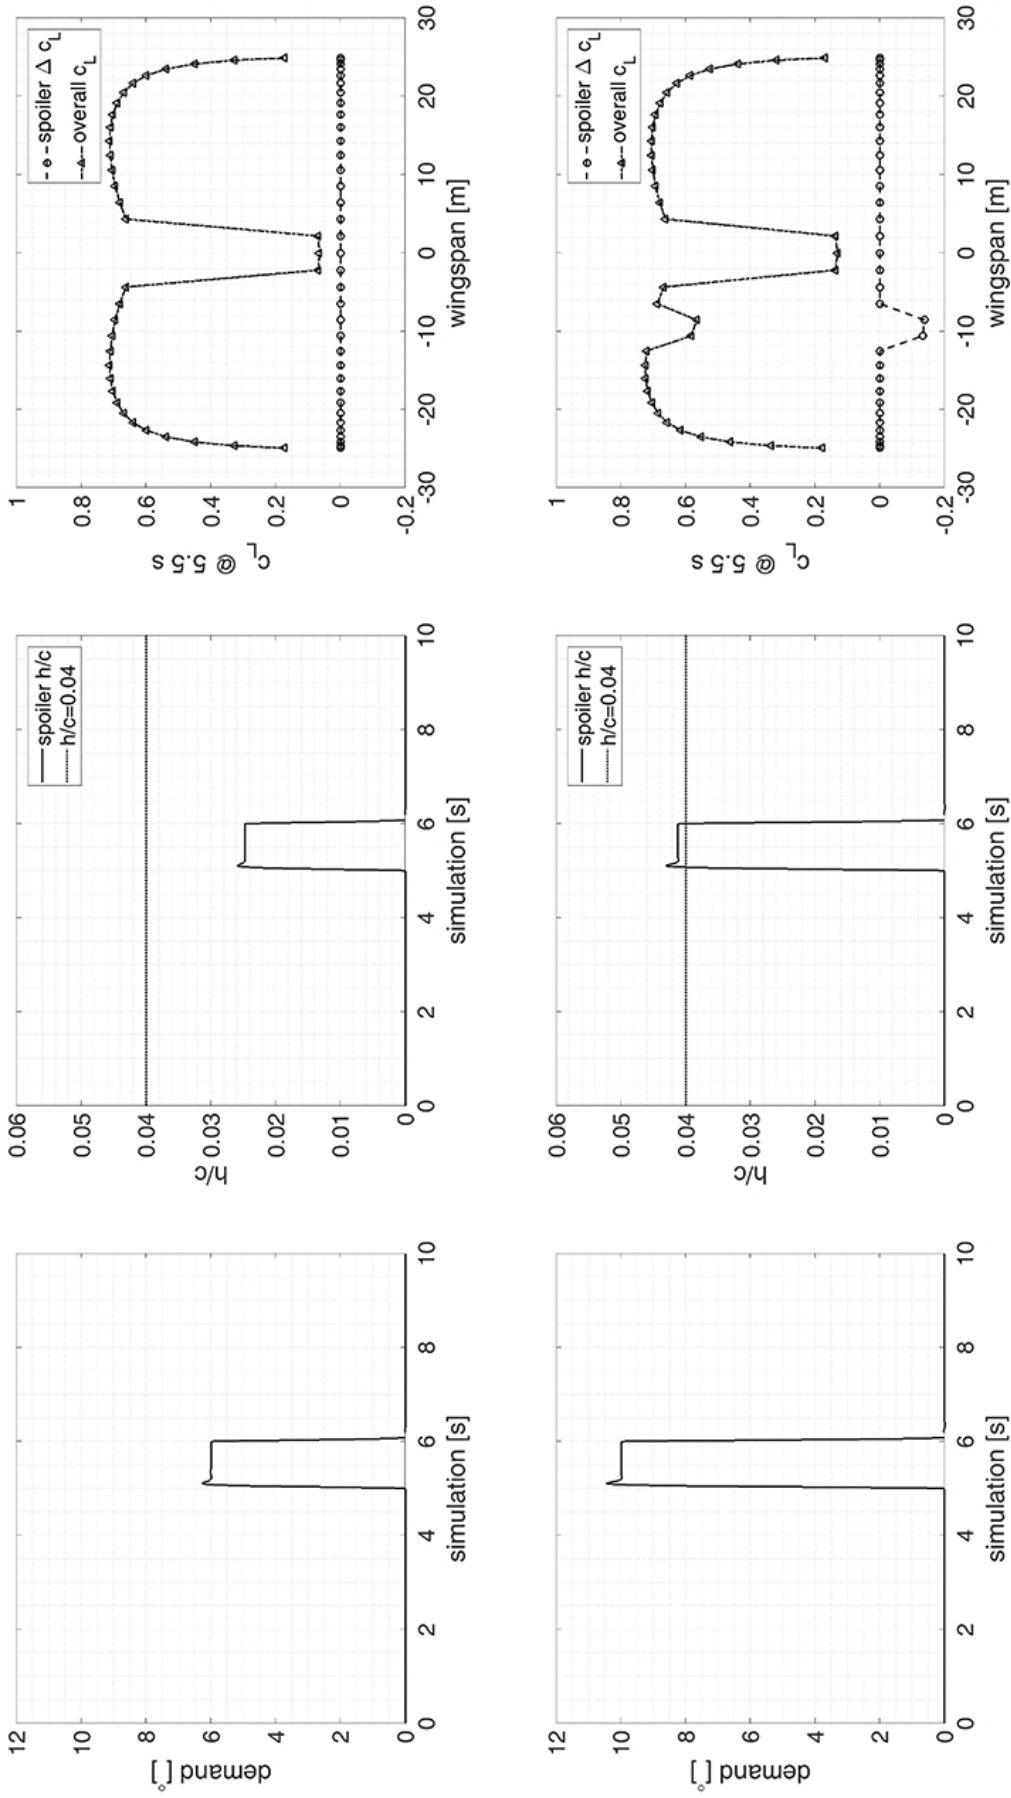 12
10
8
6
4
2
0
demand [°]
0 2 4 6 8 10
simulation [s]
0.06
0.05
0.04
0.03
0.02
0.01
0
h/c
spoiler h/c
h/c=0.04
0 2 4 6 8 10
simulation [s]
1
0.8
0.6
0.4
0.2
0
-0.2
c_L @ 5.5 s
spoiler Δ c_L
overall c_L
-30 -20 -10 0 10 20 30
wingspan [m]
12
10
8
6
4
2
0
demand [°]
0 2 4 6 8 10
simulation [s]
0.06
0.05
0.04
0.03
0.02
0.01
0
h/c
spoiler h/c
h/c=0.04
0 2 4 6 8 10
simulation [s]
1
0.8
0.6
0.4
0.2
0
-0.2
c_L @ 5.5 s
spoiler Δ c_L
overall c_L
-30 -20 -10 0 10 20 30
wingspan [m]